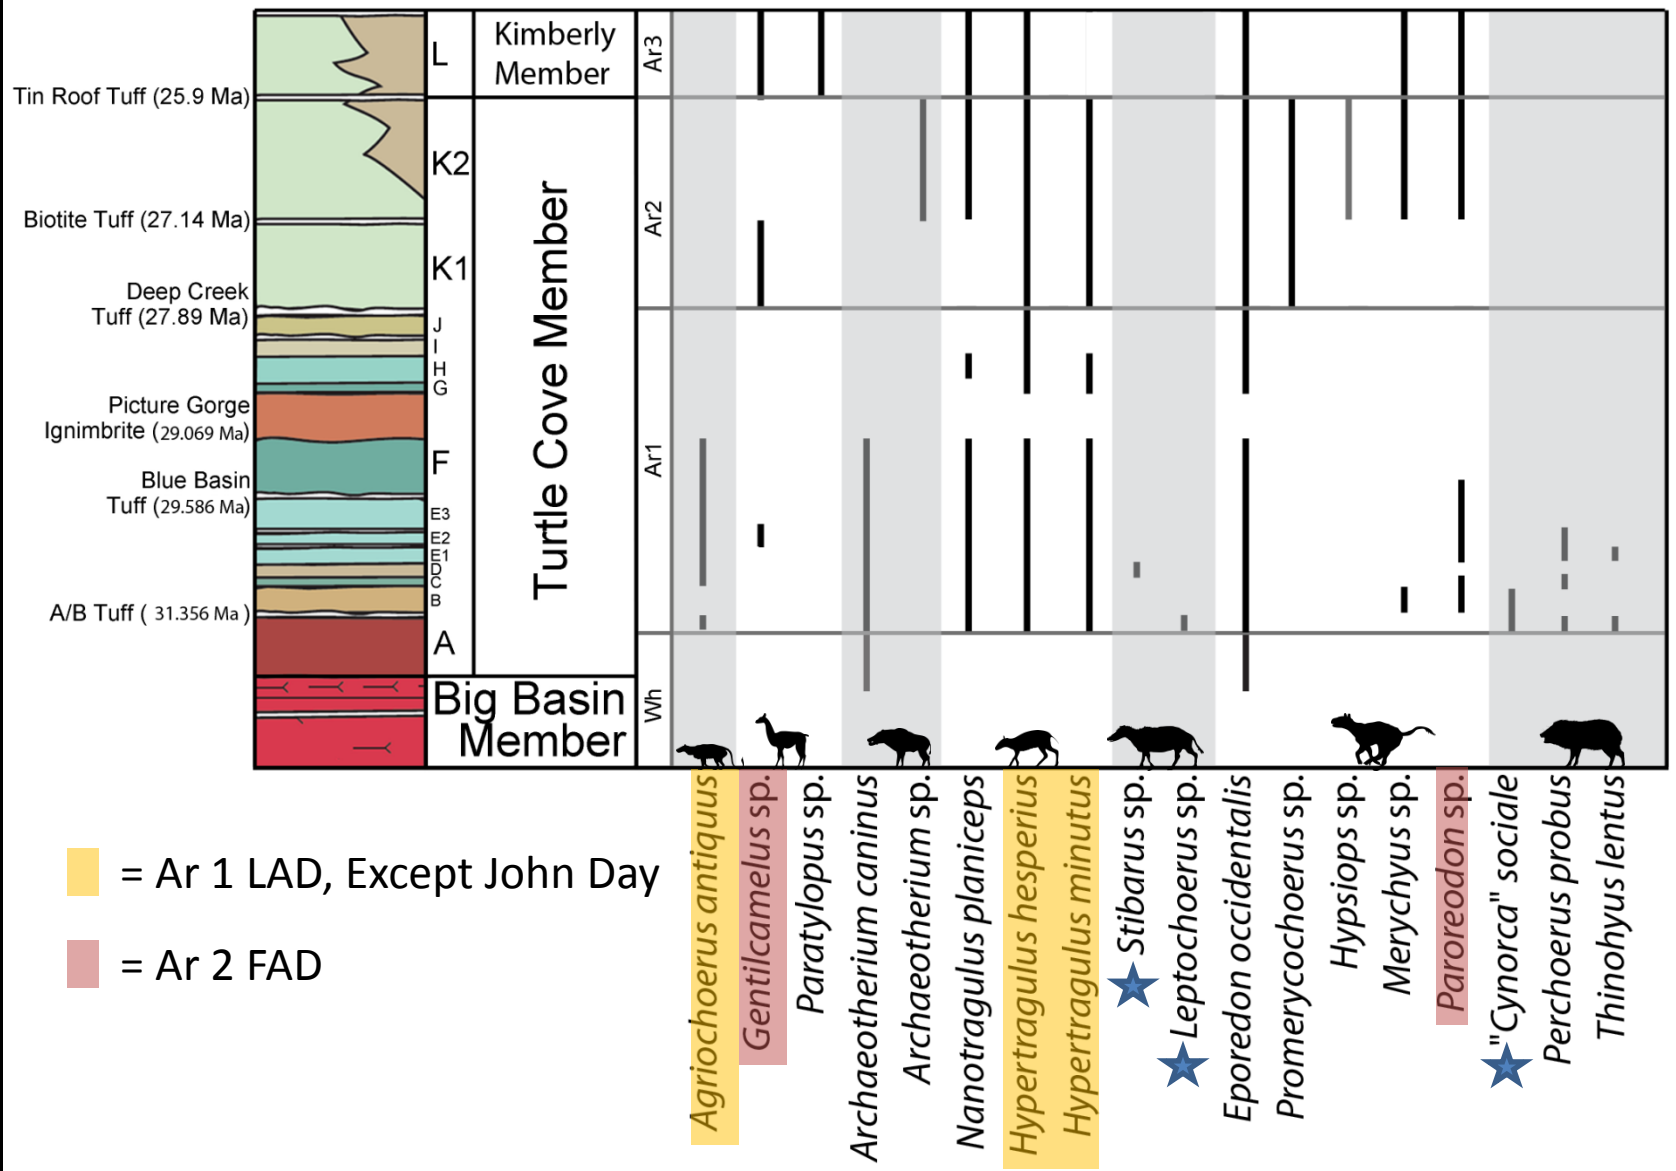 Tin Roof Tuff (25.9 Ma)
Biotite Tuff (27.14 Ma)
Deep Creek
Tuff (27.89 Ma)
Picture Gorge
Ignimbrite (29.069 Ma)
Blue Basin
Tuff (29.586 Ma)
A/B Tuff ( 31.356 Ma )
L
K2
K1
J
I
H
G
F
E3
E2
E1
D
C
B
A
Kimberly
Member
Turtle Cove Member
Big Basin
Member
Ar3
Ar2
Ar1
Wh
Agriochoerus antiquus
Gentilcamelus sp.
Paratylopus sp.
Archaeotherium caninus
Archaeotherium sp.
Nanotragulus planiceps
Hypertragulus hesperius
Hypertragulus minutus
Stibarus sp.
Leptochoerus sp.
Eporedon occidentalis
Promerycochoerus sp.
Hypsiops sp.
Merychyus sp.
Paroreodon sp.
"Cynorca" sociale
Perchoerus probus
Thinohyus lentus
= Ar 1 LAD, Except John Day
= Ar 2 FAD